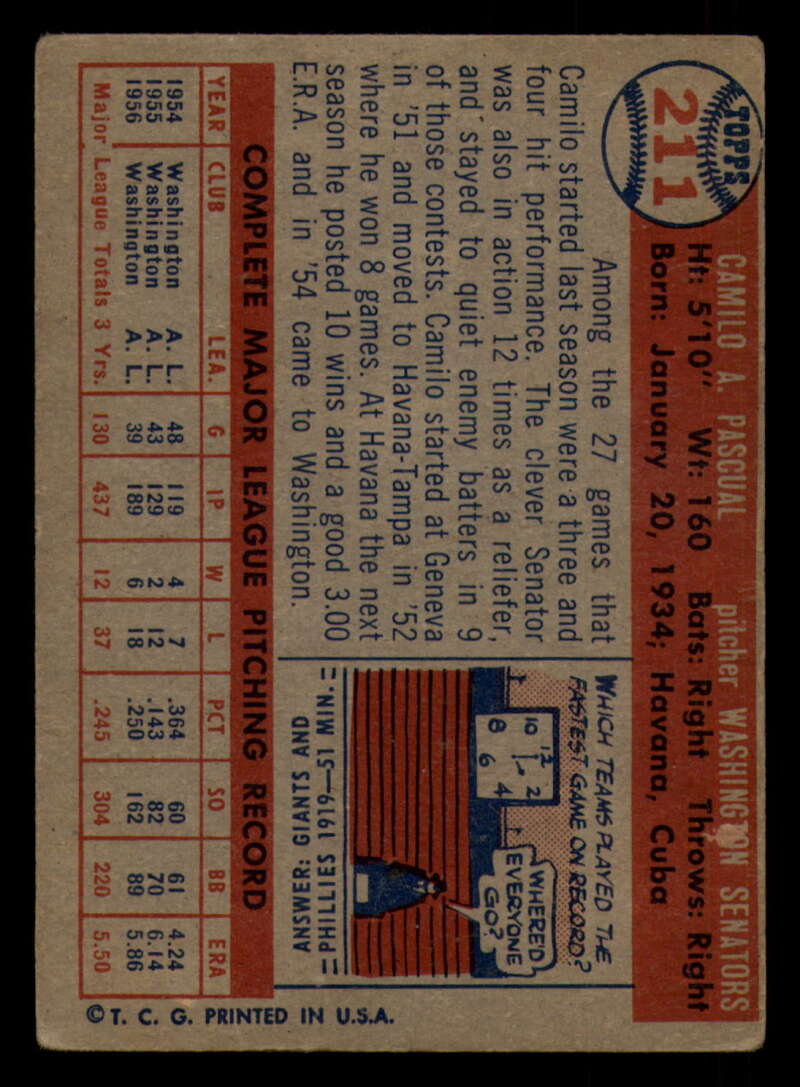 TOPPS
211
CAMILO A. PASCUAL pitcher WASHINGTON SENATORS
Ht: 5'10" Wt: 160 Bats: Right Throws: Right
Born: January 20, 1934; Havana, Cuba
Among the 27 games that
Camilo started last season were a three and
four hit performance. The clever Senator
was also in action 12 times as a reliefer,
and stayed to quiet enemy batters in 9
of those contests. Camilo started at Geneva
in '51 and moved to Havana-Tampa in '52
where he won 8 games. At Havana the next
season he posted 10 wins and a good 3.00
E.R.A. and in '54 came to Washington.
WHICH TEAMS PLAYED THE
FASTEST GAME ON RECORD?
12
10 2
8 4
6
WHERE'D
EVERYONE
GO?
ANSWER: GIANTS AND
PHILLIES 1919—51 MIN.
COMPLETE MAJOR LEAGUE PITCHING RECORD
YEAR CLUB LEA. G IP W L PCT SO BB ERA
1954 Washington A. L. 48 119 4 7 .364 60 61 4.24
1955 Washington A. L. 43 129 2 12 .143 82 70 6.14
1956 Washington A. L. 39 189 6 18 .250 162 89 5.86
Major League Totals 3 Yrs. 130 437 12 37 .245 304 220 5.50
© T. C. G. PRINTED IN U.S.A.